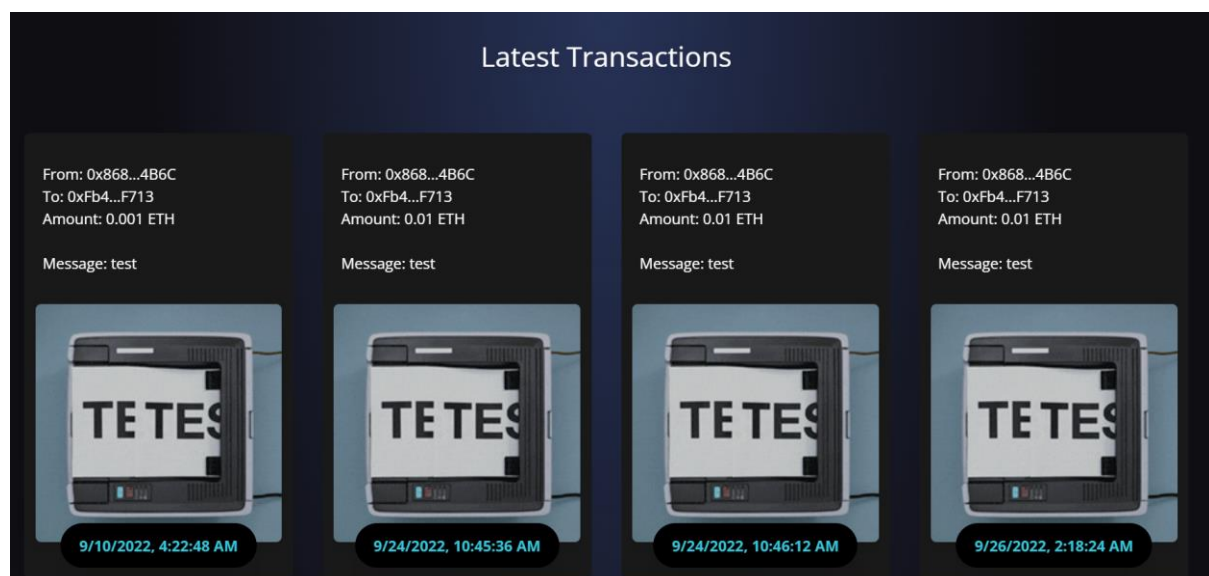 Latest Transactions
From: 0x868...4B6C
To: 0xFb4...F713
Amount: 0.001 ETH
Message: test
TE TES
9/10/2022, 4:22:48 AM
From: 0x868...4B6C
To: 0xFb4...F713
Amount: 0.01 ETH
Message: test
TE TES
9/24/2022, 10:45:36 AM
From: 0x868...4B6C
To: 0xFb4...F713
Amount: 0.01 ETH
Message: test
TE TES
9/24/2022, 10:46:12 AM
From: 0x868...4B6C
To: 0xFb4...F713
Amount: 0.01 ETH
Message: test
TE TES
9/26/2022, 2:18:24 AM